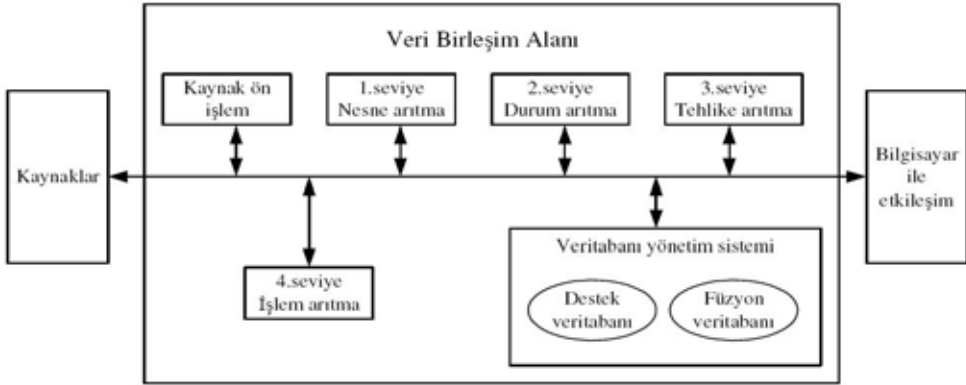 Veri Birleşim Alanı
Kaynak ön
işlem
1.seviye
Nesne arıtma
2.seviye
Durum arıtma
3.seviye
Tehlike arıtma
Kaynaklar
Bilgisayar
ile
etkileşim
4.seviye
İşlem arıtma
Veritabanı yönetim sistemi
Destek
veritabanı
Füzyon
veritabanı